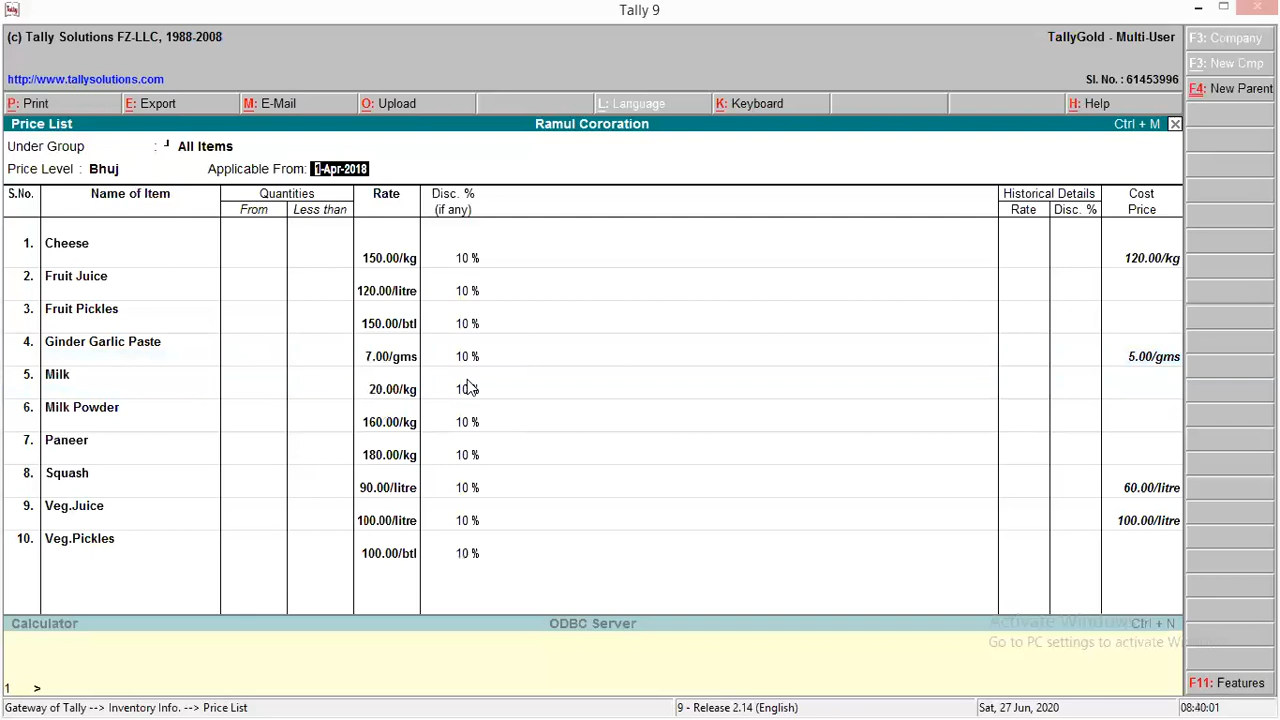 Tally 9
(c) Tally Solutions FZ-LLC, 1988-2008 TallyGold - Multi-User F3: Company
F3: New Cmp
http://www.tallysolutions.com Sl. No. : 61453996
F4: New Parent
P: Print E: Export M: E-Mail O: Upload L: Language K: Keyboard H: Help
Price List Ramul Cororation Ctrl + M
Under Group : ┘ All Items
Price Level : Bhuj Applicable From: 1-Apr-2018
S.No. Name of Item Quantities Rate Disc. % Historical Details Cost
From Less than (if any) Rate Disc. % Price
1. Cheese
150.00/kg 10 % 120.00/kg
2. Fruit Juice
120.00/litre 10 %
3. Fruit Pickles
150.00/btl 10 %
4. Ginder Garlic Paste
7.00/gms 10 % 5.00/gms
5. Milk
20.00/kg 10 %
6. Milk Powder
160.00/kg 10 %
7. Paneer
180.00/kg 10 %
8. Squash
90.00/litre 10 % 60.00/litre
9. Veg.Juice
100.00/litre 10 % 100.00/litre
10. Veg.Pickles
100.00/btl 10 %
Calculator ODBC Server Ctrl + N
Activate Windows
Go to PC settings to activate
1 >
F11: Features
Gateway of Tally --> Inventory Info. --> Price List 9 - Release 2.14 (English) Sat, 27 Jun, 2020 08:40:01